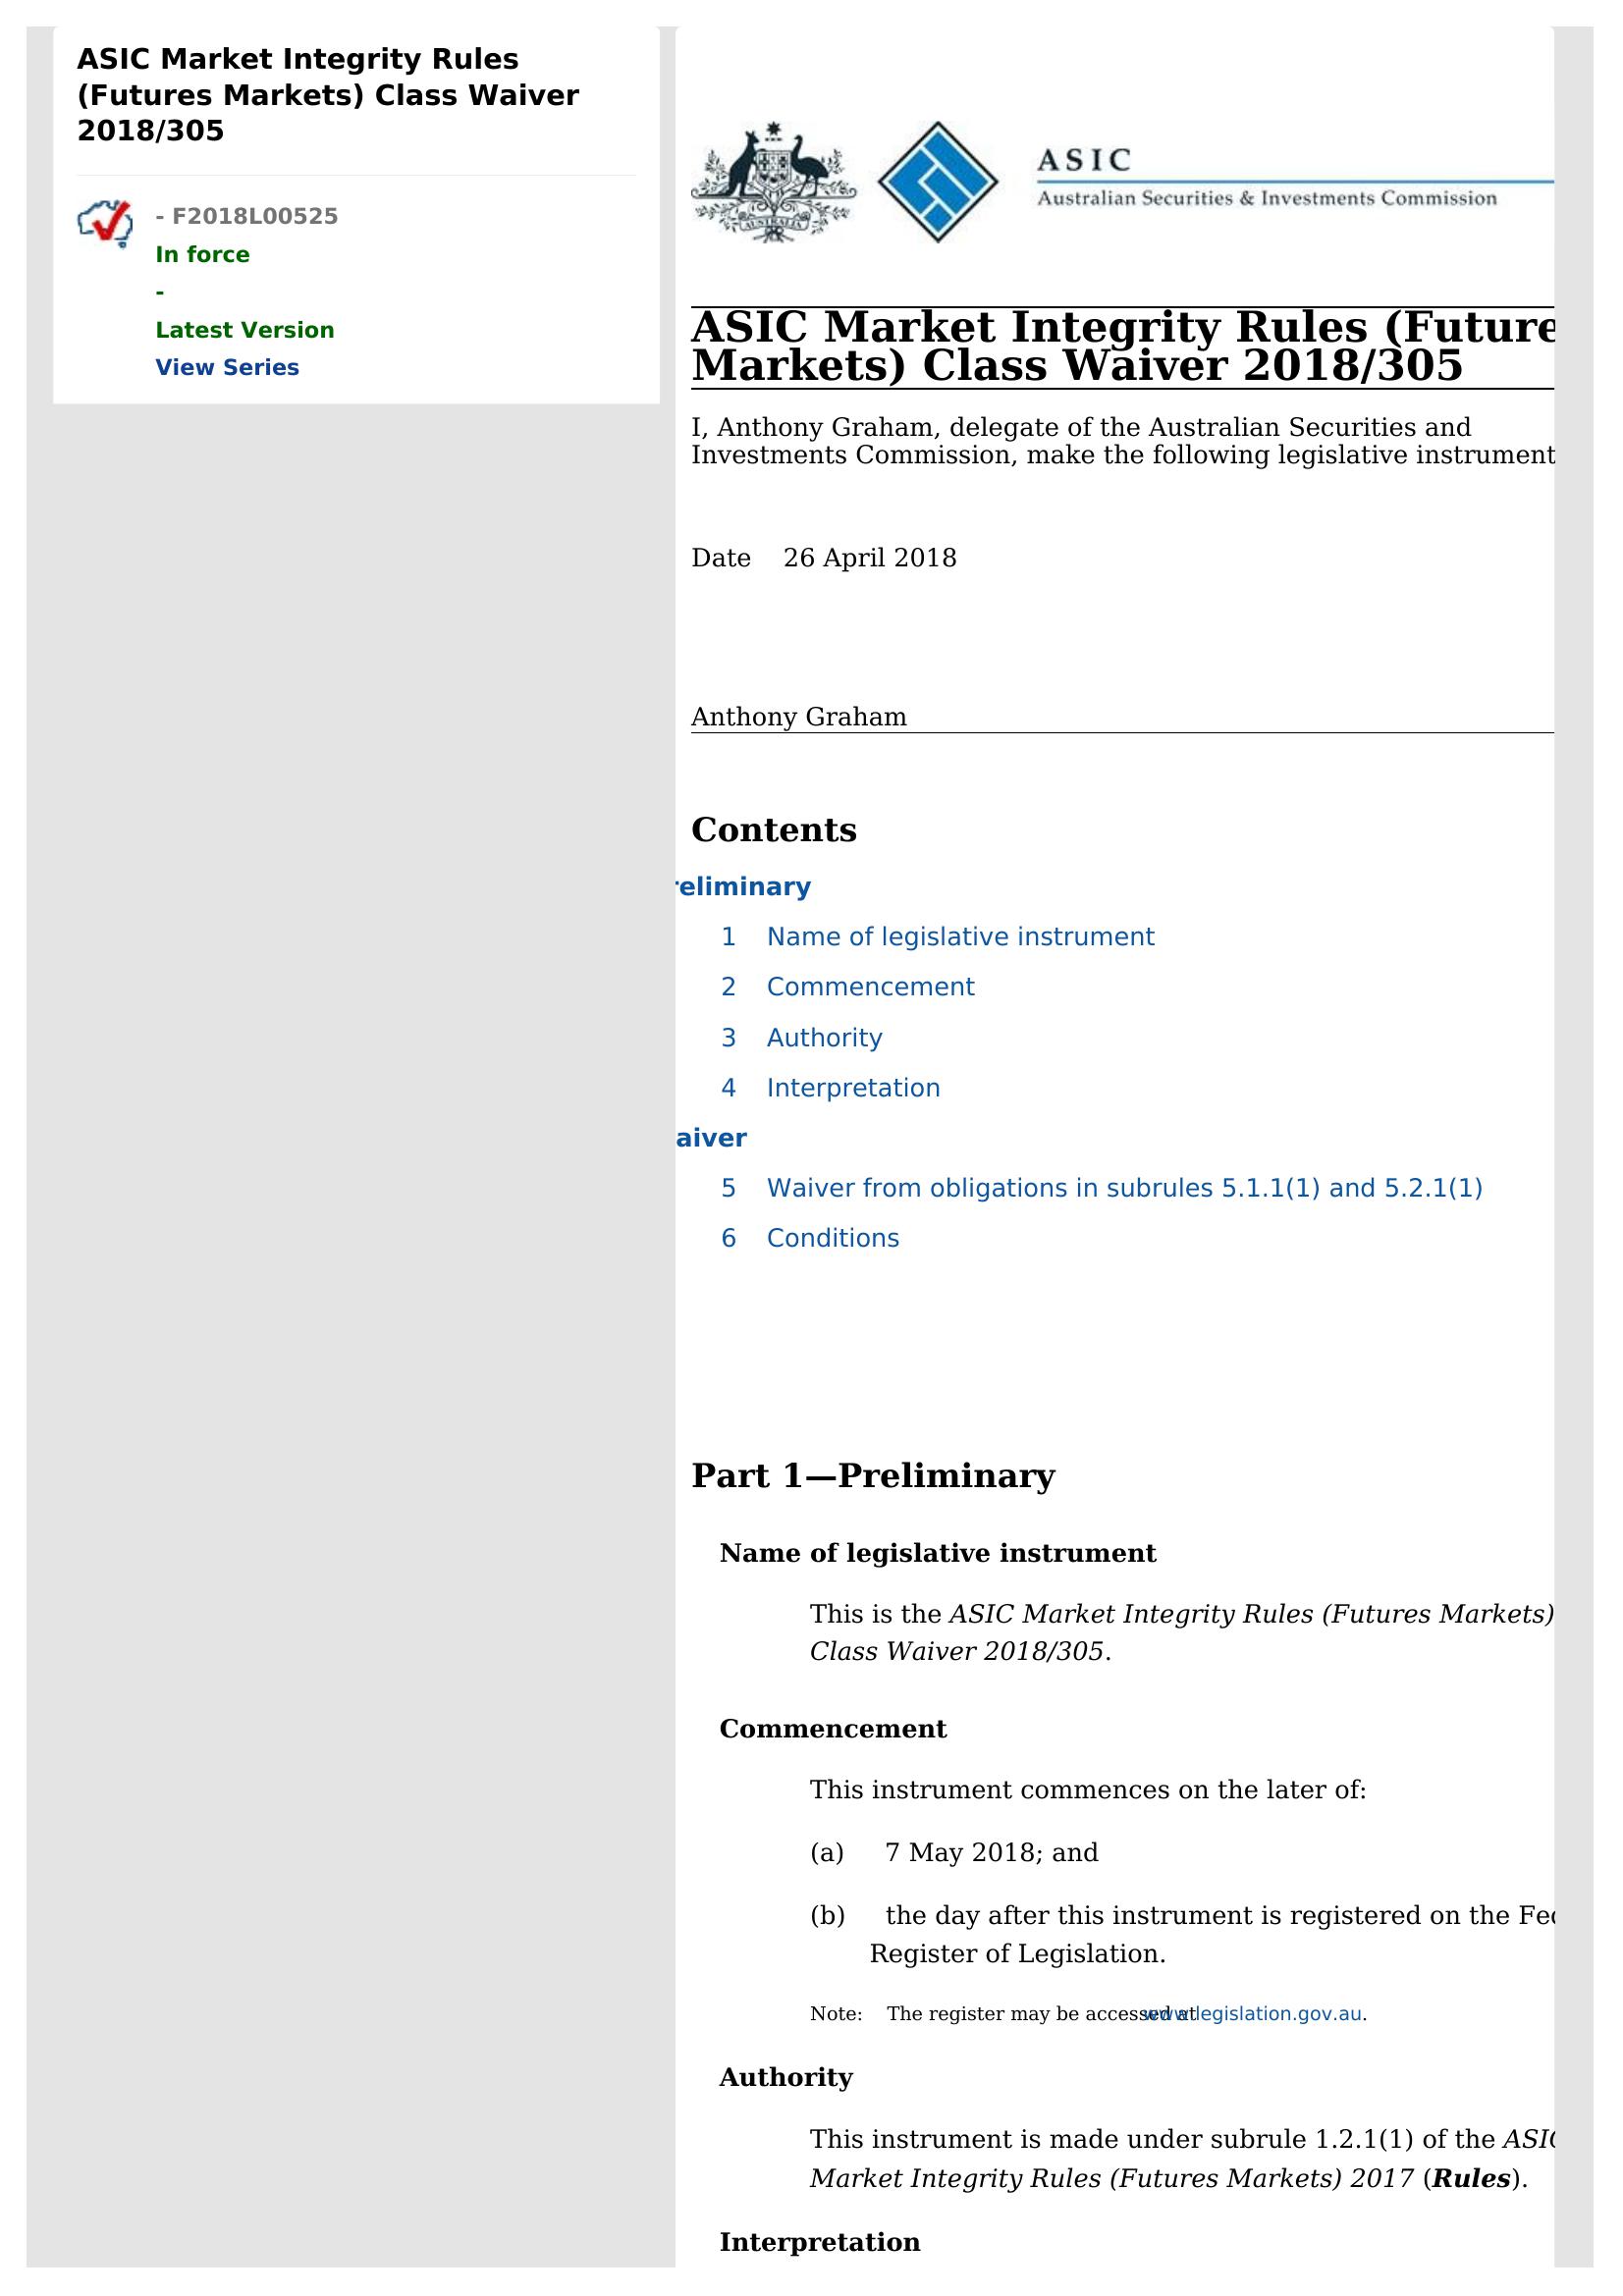 ASIC Market Integrity Rules
(Futures Markets) Class Waiver
2018/305
- F2018L00525
In force
-
Latest Version
View Series
AUSTRALIA
ASIC
Australian Securities & Investments Commission
ASIC Market Integrity Rules (Future
Markets) Class Waiver 2018/305
I, Anthony Graham, delegate of the Australian Securities and
Investments Commission, make the following legislative instrument
Date 26 April 2018
Anthony Graham
Contents
reliminary
1 Name of legislative instrument
2 Commencement
3 Authority
4 Interpretation
aiver
5 Waiver from obligations in subrules 5.1.1(1) and 5.2.1(1)
6 Conditions
Part 1—Preliminary
Name of legislative instrument
This is the ASIC Market Integrity Rules (Futures Markets)
Class Waiver 2018/305.
Commencement
This instrument commences on the later of:
(a) 7 May 2018; and
(b) the day after this instrument is registered on the Fed
Register of Legislation.
Note: The register may be accessed at www.legislation.gov.au.
Authority
This instrument is made under subrule 1.2.1(1) of the ASIC
Market Integrity Rules (Futures Markets) 2017 (Rules).
Interpretation